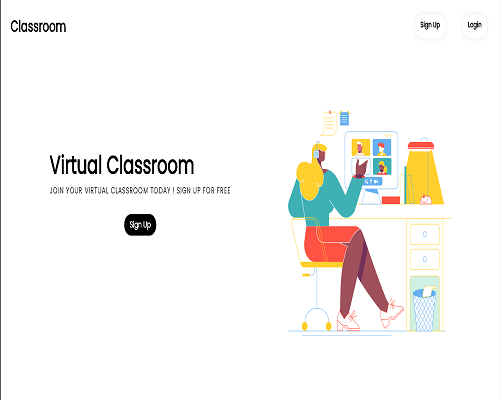 Classroom
Sign Up
Login
Virtual Classroom
JOIN YOUR VIRTUAL CLASSROOM TODAY ! SIGN UP FOR FREE
Sign Up